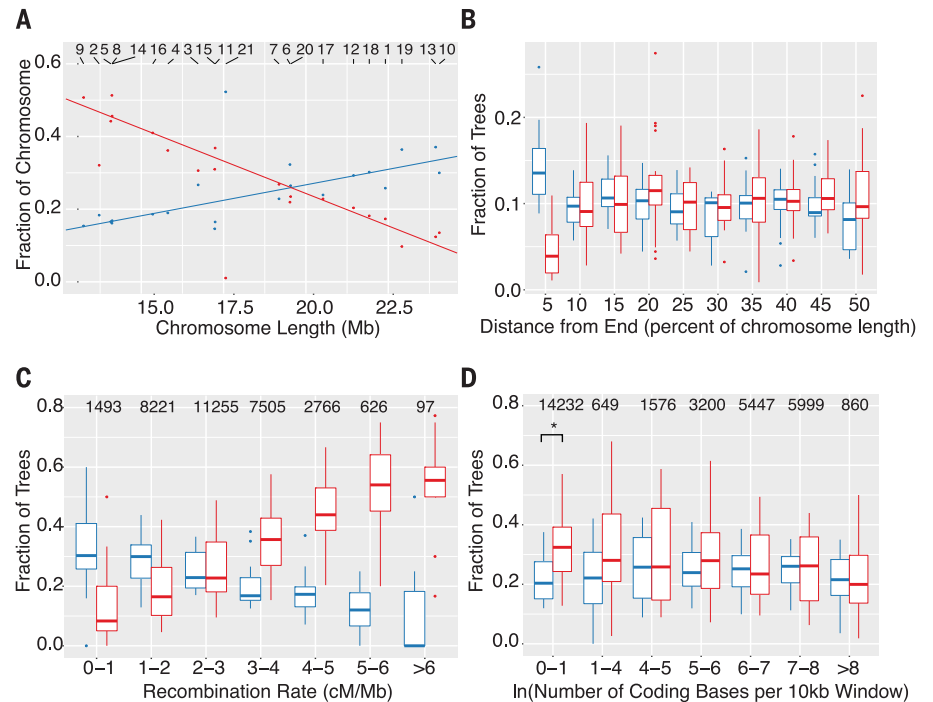 A
9 2 5 8 14 16 4 3 15 11 21 7 6 20 17 12 18 1 19 13 10
0.6
0.4
0.2
0.0
Fraction of Chromosome
15.0 17.5 20.0 22.5
Chromosome Length (Mb)
B
0.2
0.1
0.0
Fraction of Trees
5 10 15 20 25 30 35 40 45 50
Distance from End (percent of chromosome length)
C
1493 8221 11255 7505 2766 626 97
0.8
0.6
0.4
0.2
0.0
Fraction of Trees
0–1 1–2 2–3 3–4 4–5 5–6 >6
Recombination Rate (cM/Mb)
D
14232 649 1576 3200 5447 5999 860
*
0.8
0.6
0.4
0.2
0.0
Fraction of Trees
0–1 1–4 4–5 5–6 6–7 7–8 >8
ln(Number of Coding Bases per 10kb Window)